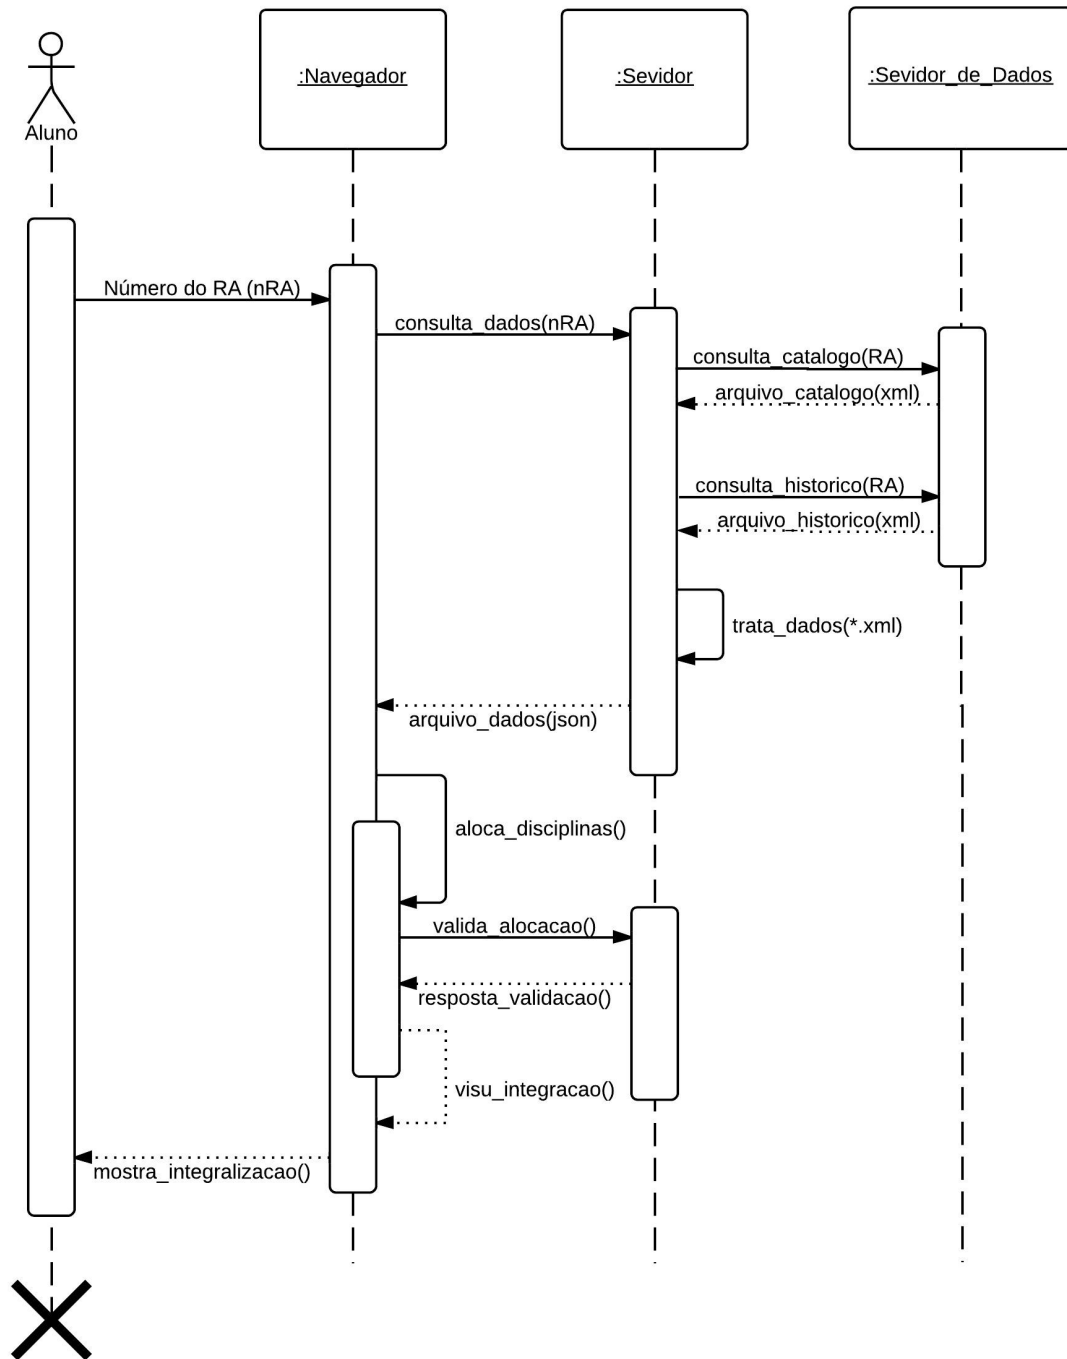 :Navegador
:Sevidor
:Sevidor_de_Dados
Aluno
Número do RA (nRA)
consulta_dados(nRA)
consulta_catalogo(RA)
arquivo_catalogo(xml)
consulta_historico(RA)
arquivo_historico(xml)
trata_dados(*.xml)
arquivo_dados(json)
aloca_disciplinas()
valida_alocacao()
resposta_validacao()
visu_integracao()
mostra_integralizacao()